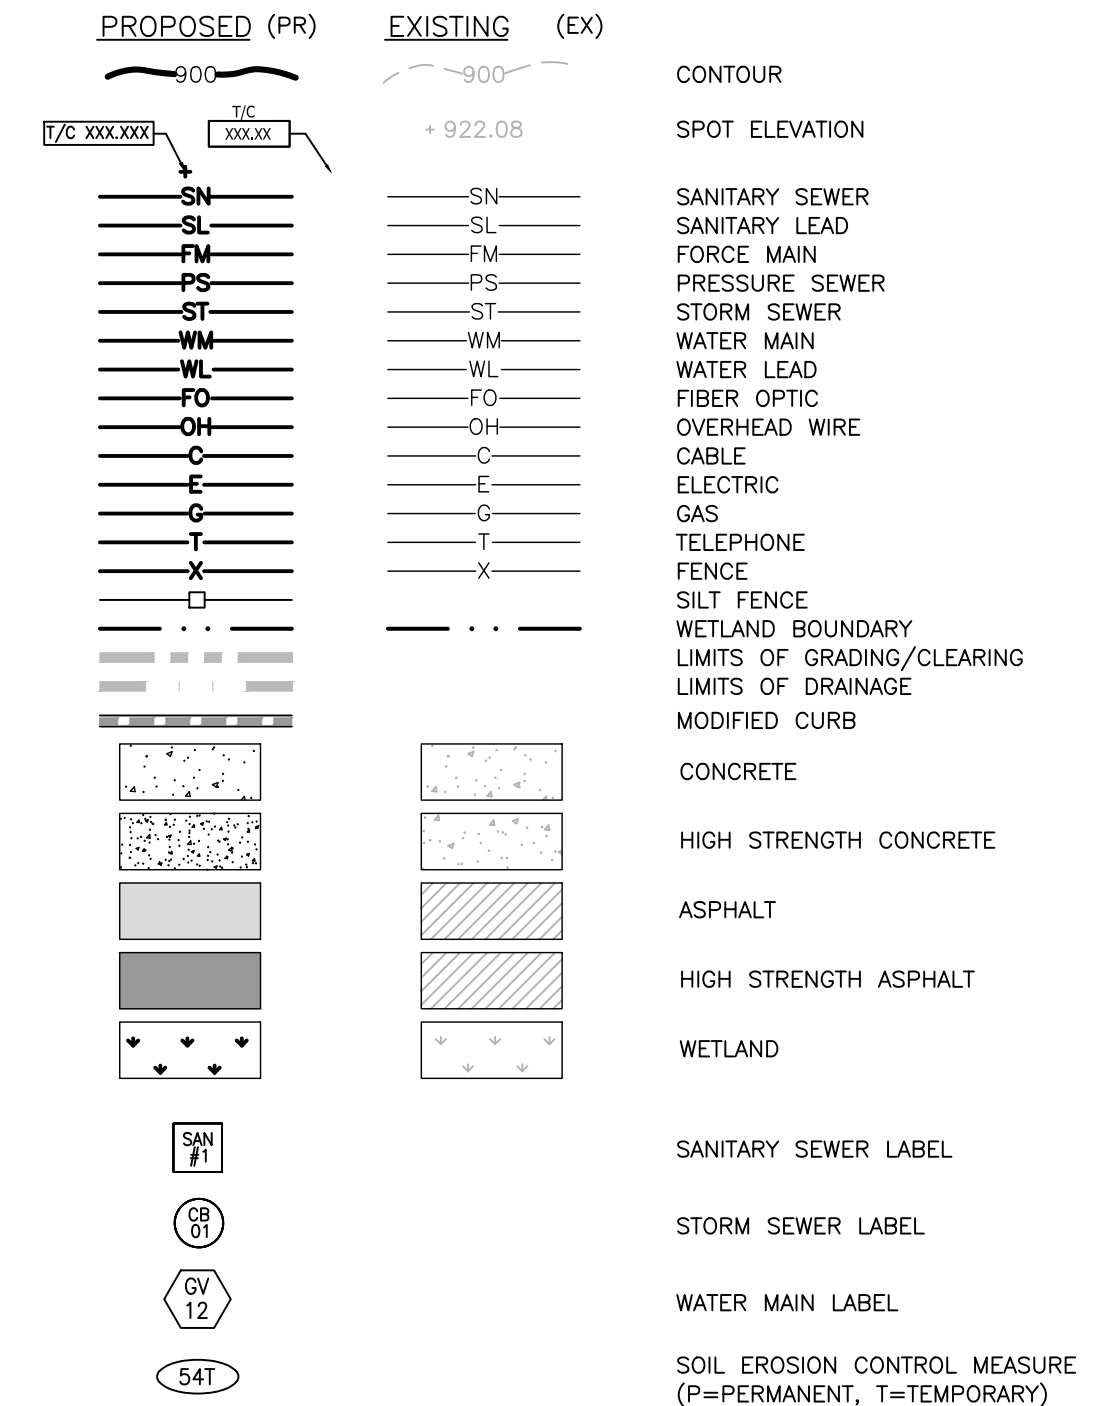 PROPOSED (PR) EXISTING (EX)
900 900 CONTOUR
T/C
T/C XXX.XXX XXX.XX + 922.08 SPOT ELEVATION
+
SN SN SANITARY SEWER
SL SL SANITARY LEAD
FM FM FORCE MAIN
PS PS PRESSURE SEWER
ST ST STORM SEWER
WM WM WATER MAIN
WL WL WATER LEAD
FO FO FIBER OPTIC
OH OH OVERHEAD WIRE
C C CABLE
E E ELECTRIC
G G GAS
T T TELEPHONE
X X FENCE
SILT FENCE
WETLAND BOUNDARY
LIMITS OF GRADING/CLEARING
LIMITS OF DRAINAGE
MODIFIED CURB
CONCRETE
HIGH STRENGTH CONCRETE
ASPHALT
HIGH STRENGTH ASPHALT
WETLAND
SAN
#1
SANITARY SEWER LABEL
CB
01
STORM SEWER LABEL
GV
12
WATER MAIN LABEL
54T
SOIL EROSION CONTROL MEASURE
(P=PERMANENT, T=TEMPORARY)